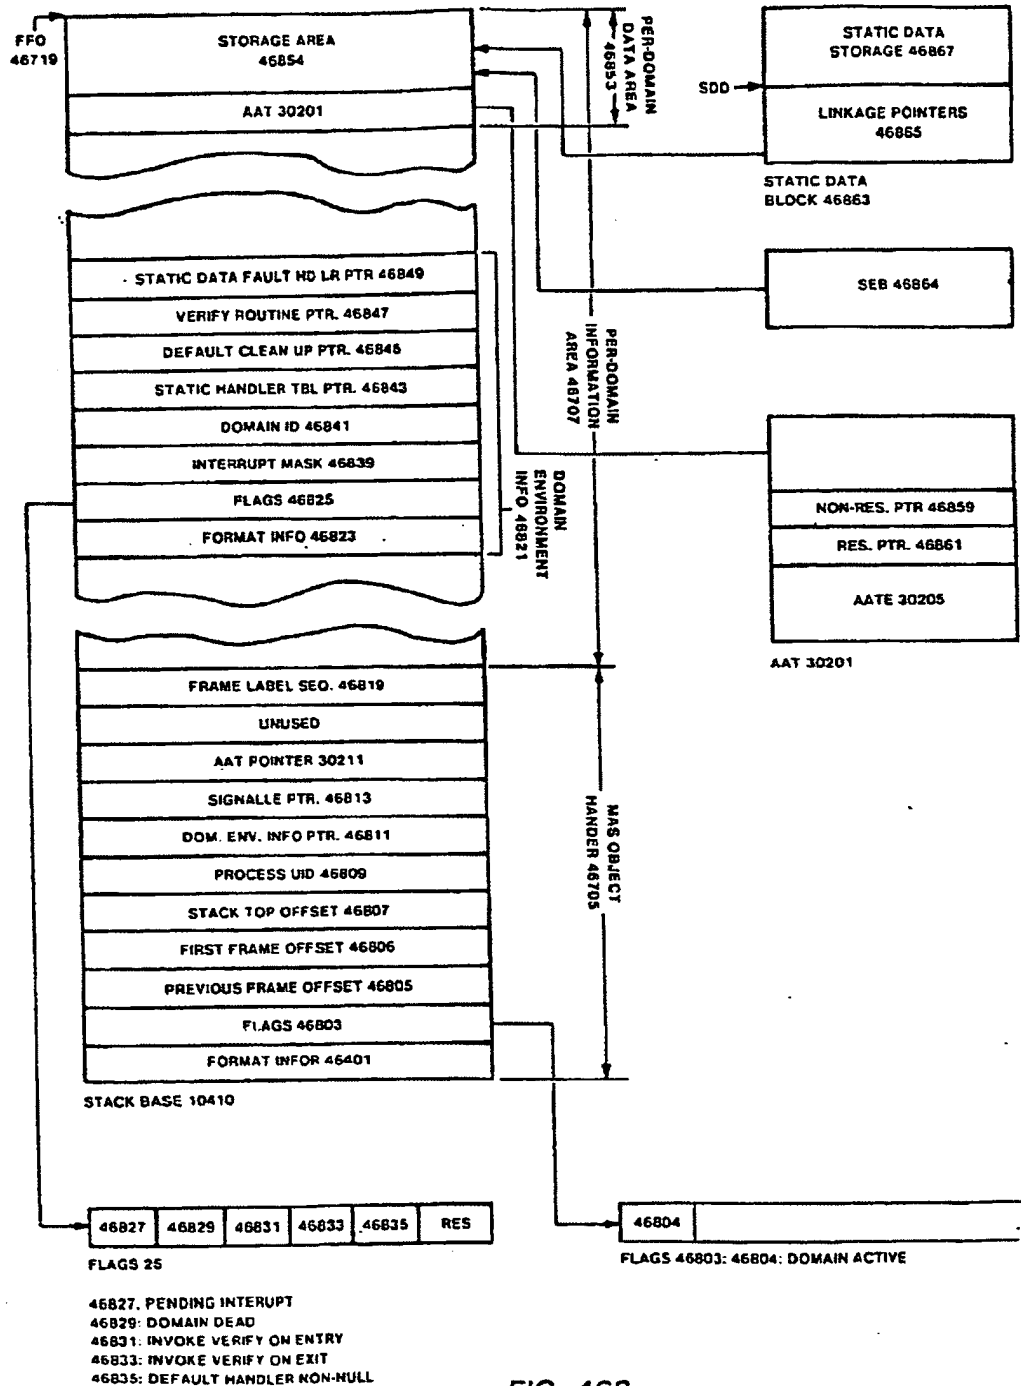 FFO
46719
STORAGE AREA
46854
AAT 30201
PER-DOMAIN
DATA AREA
46853
STATIC DATA
STORAGE 46867
SDD
LINKAGE POINTERS
46865
STATIC DATA
BLOCK 46863
STATIC DATA FAULT HD LR PTR 46849
VERIFY ROUTINE PTR. 46847
DEFAULT CLEAN UP PTR. 46845
STATIC HANDLER TBL PTR. 46843
DOMAIN ID 46841
INTERRUPT MASK 46839
FLAGS 46825
FORMAT INFO 46823
DOMAIN
ENVIRONMENT
INFO 46821
PER-DOMAIN
INFORMATION
AREA 46707
SEB 46864
NON-RES. PTR 46859
RES. PTR. 46861
AATE 30205
AAT 30201
FRAME LABEL SEQ. 46819
UNUSED
AAT POINTER 30211
SIGNALLE PTR. 46813
DOM. ENV. INFO PTR. 46811
PROCESS UID 46809
STACK TOP OFFSET 46807
FIRST FRAME OFFSET 46806
PREVIOUS FRAME OFFSET 46805
FLAGS 46803
FORMAT INFOR 46401
MAS OBJECT
HANDER 46705
STACK BASE 10410
46827 46829 46831 46833 46835 RES
FLAGS 25
46804
FLAGS 46803: 46804: DOMAIN ACTIVE
46827. PENDING INTERUPT
46829: DOMAIN DEAD
46831: INVOKE VERIFY ON ENTRY
46833: INVOKE VERIFY ON EXIT
46835: DEFAULT HANDLER NON-NULL